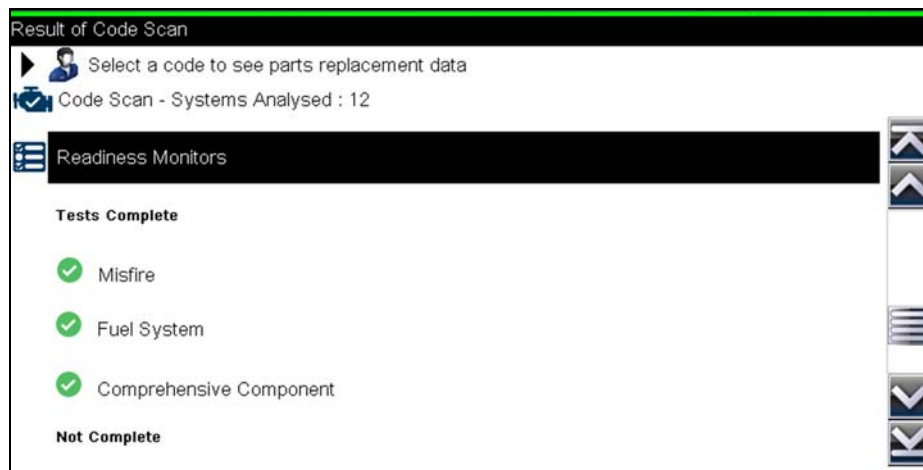 Result of Code Scan
Select a code to see parts replacement data
Code Scan - Systems Analysed : 12
Readiness Monitors
Tests Complete
Misfire
Fuel System
Comprehensive Component
Not Complete